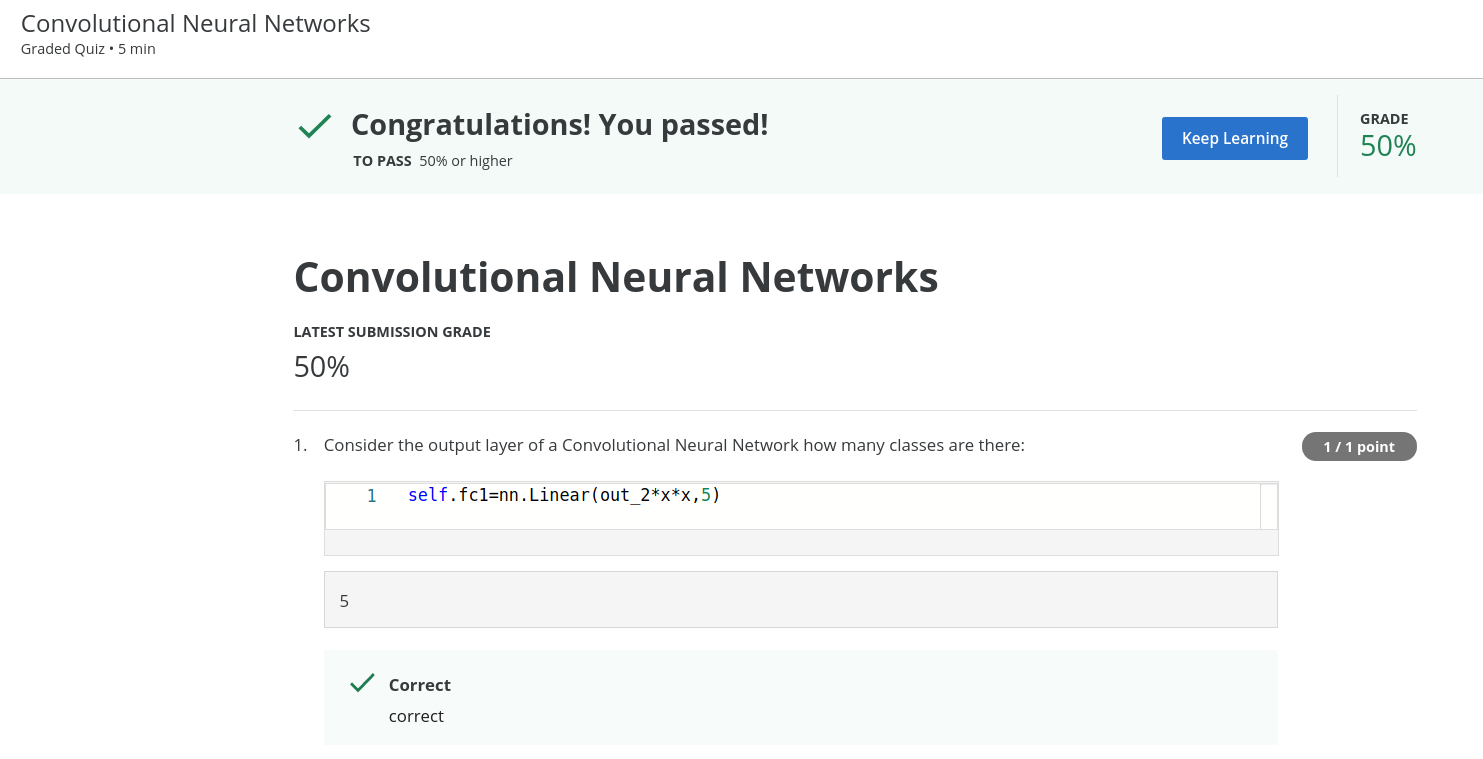 Convolutional Neural Networks
Graded Quiz • 5 min
Congratulations! You passed!
TO PASS 50% or higher
Keep Learning
GRADE
50%
Convolutional Neural Networks
LATEST SUBMISSION GRADE
50%
1. Consider the output layer of a Convolutional Neural Network how many classes are there:
1 / 1 point
1 self.fc1=nn.Linear(out_2*x*x,5)
5
Correct
correct